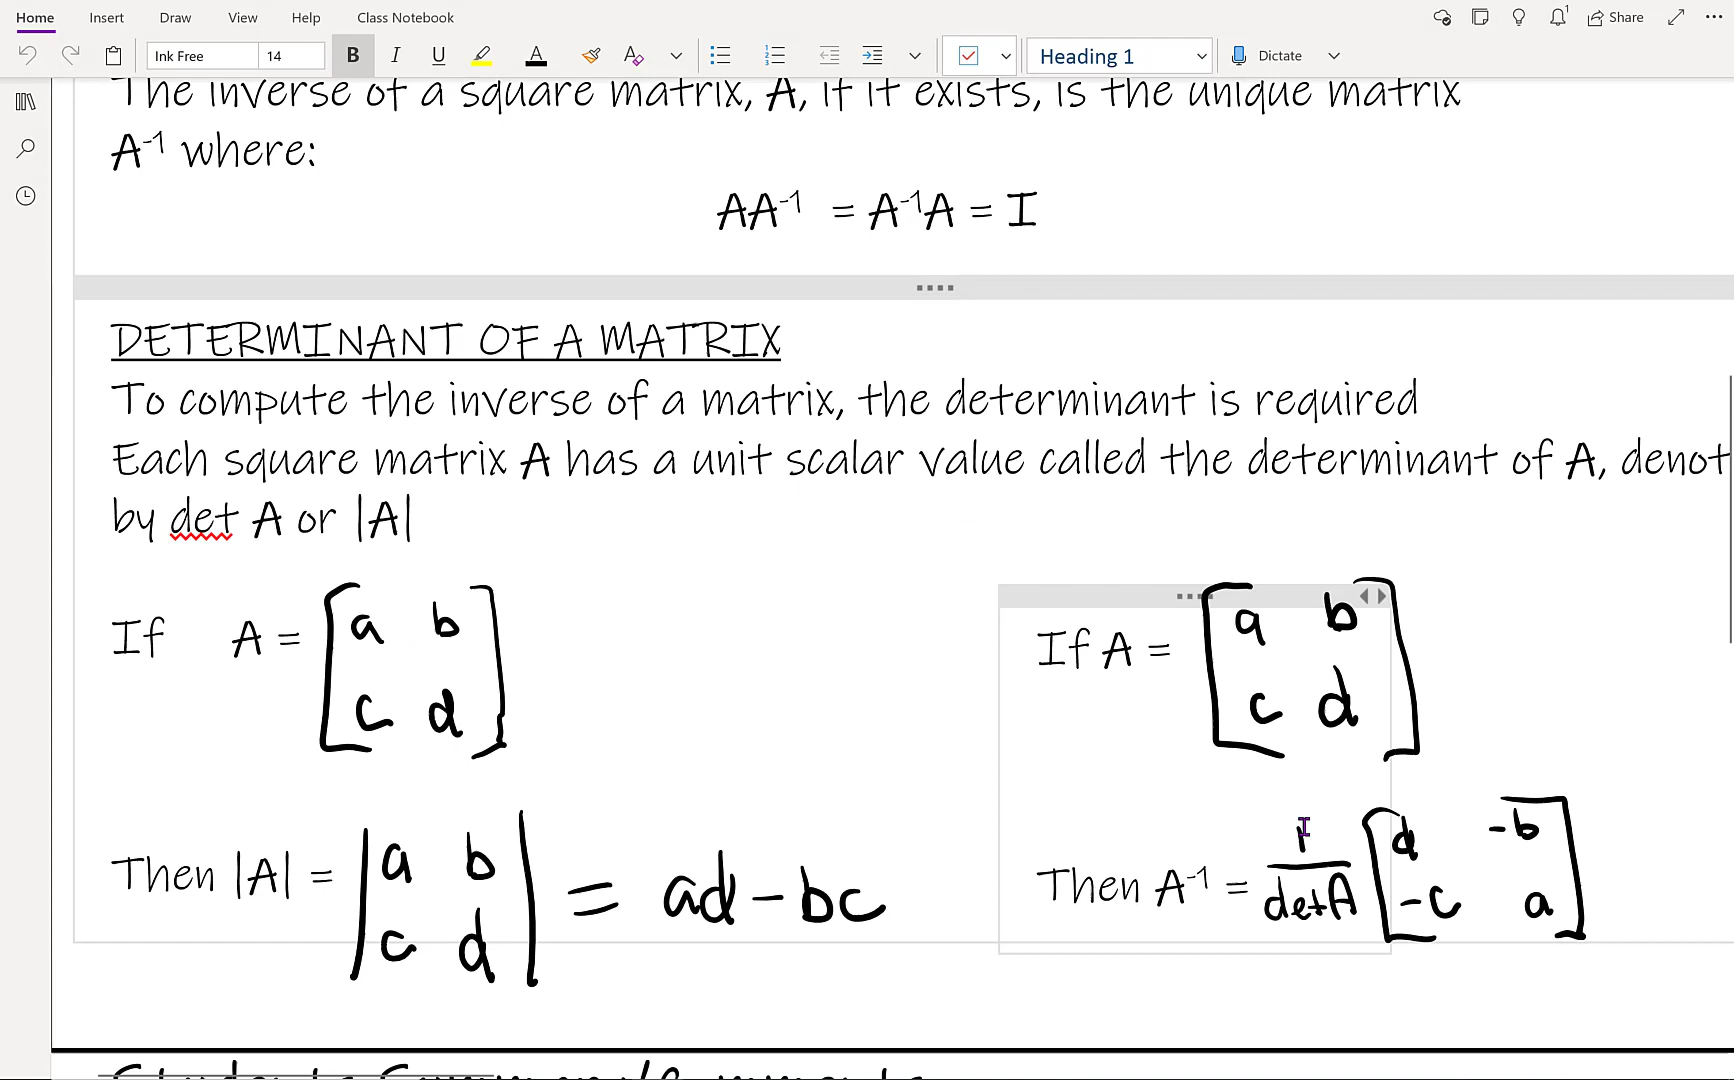 Home Insert Draw View Help Class Notebook
1 Share
Ink Free 14 B I U A A Heading 1 Dictate
The inverse of a square matrix, A, if it exists, is the unique matrix
A⁻¹ where:
AA⁻¹ = A⁻¹A = I
DETERMINANT OF A MATRIX
To compute the inverse of a matrix, the determinant is required
Each square matrix A has a unit scalar value called the determinant of A, denot
by det A or |A|
If A = [a b
c d]
Then |A| = |a b
c d| = ad - bc
If A = [a b
c d]
Then A⁻¹ = 1/detA [d -b
-c a]